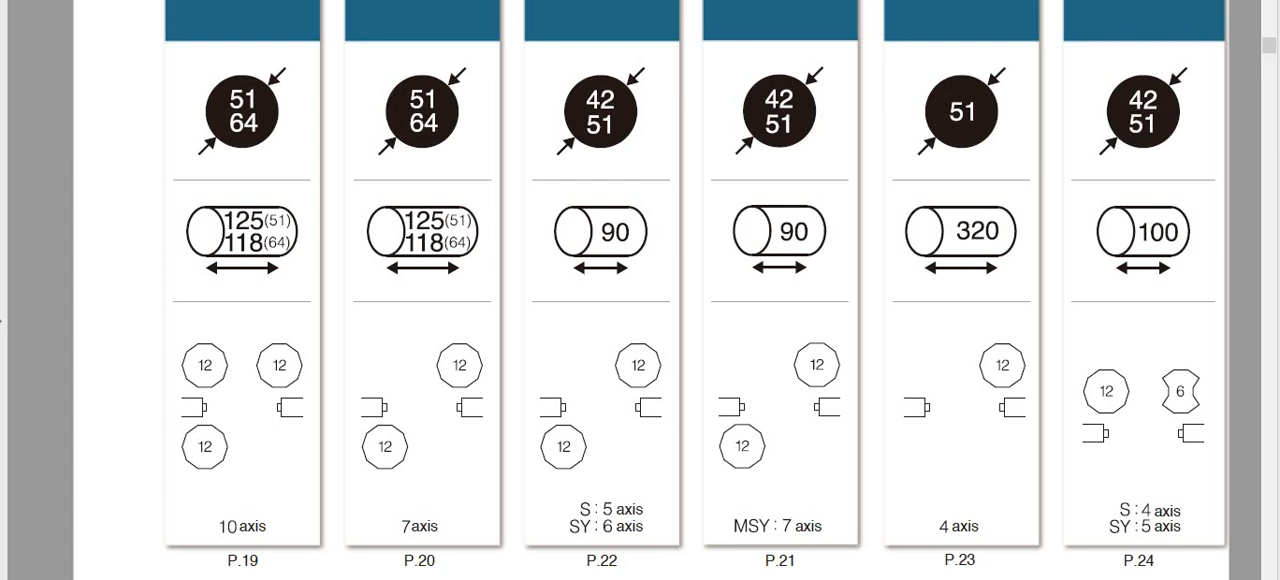 51
64
125(51)
118(64)
12
12
12
10 axis
P.19
51
64
125(51)
118(64)
12
12
7axis
P.20
42
51
90
12
12
S : 5 axis
SY : 6 axis
P.22
42
51
90
12
12
MSY : 7 axis
P.21
51
320
12
4 axis
P.23
42
51
100
12
6
S : 4 axis
SY : 5 axis
P.24